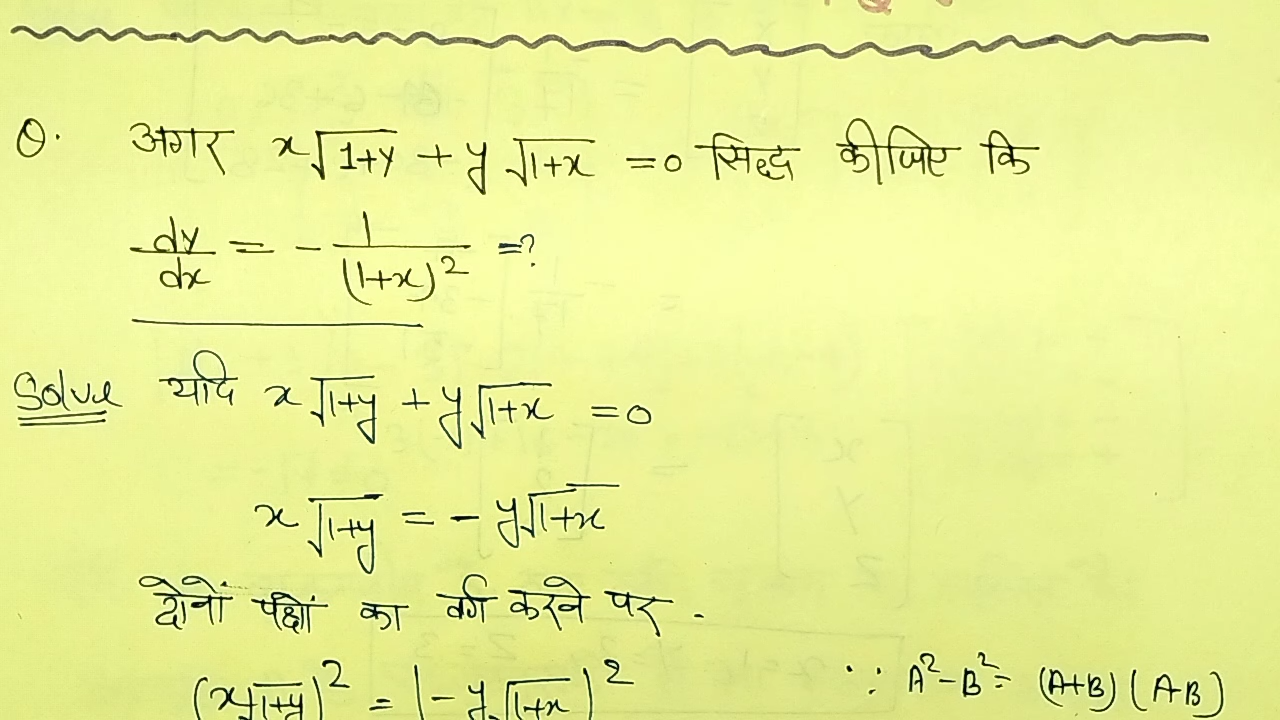 Q. अगर x√1+y + y√1+x =0 सिद्ध कीजिए कि
dy/dx = - 1/(1+x)² =?
Solve यदि x√1+y + y√1+x =0
x√1+y = - y√1+x
दोनों पक्षों का वर्ग करने पर -
(x√1+y)² = (- y√1+x)² ∵ A²-B²= (A+B) (A-B)